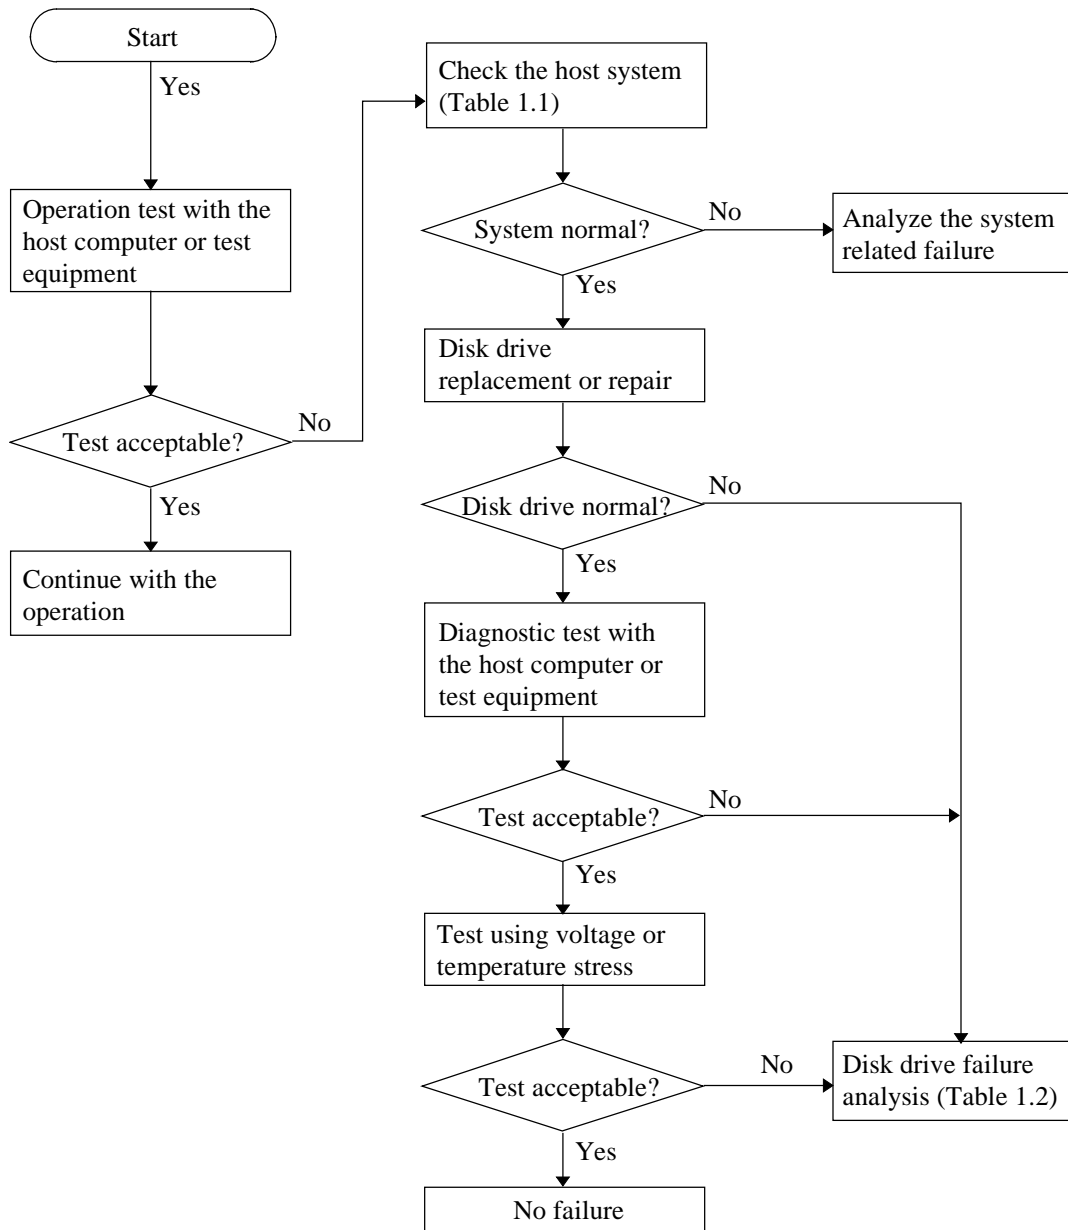 Start
Yes
Operation test with the
host computer or test
equipment
Test acceptable?
No
Yes
Continue with the
operation
Check the host system
(Table 1.1)
System normal?
No
Analyze the system
related failure
Yes
Disk drive
replacement or repair
Disk drive normal?
No
Yes
Diagnostic test with
the host computer or
test equipment
Test acceptable?
No
Yes
Test using voltage or
temperature stress
Test acceptable?
No
Disk drive failure
analysis (Table 1.2)
Yes
No failure